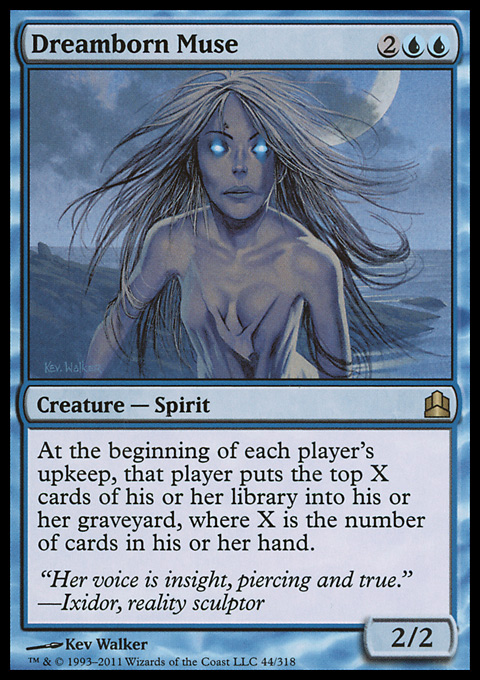 Dreamborn Muse 2
Kev. Walker
Creature — Spirit
At the beginning of each player's
upkeep, that player puts the top X
cards of his or her library into his or
her graveyard, where X is the number
of cards in his or her hand.
"Her voice is insight, piercing and true."
—Ixidor, reality sculptor
Kev Walker
2/2
™ & © 1993–2011 Wizards of the Coast LLC 44/318